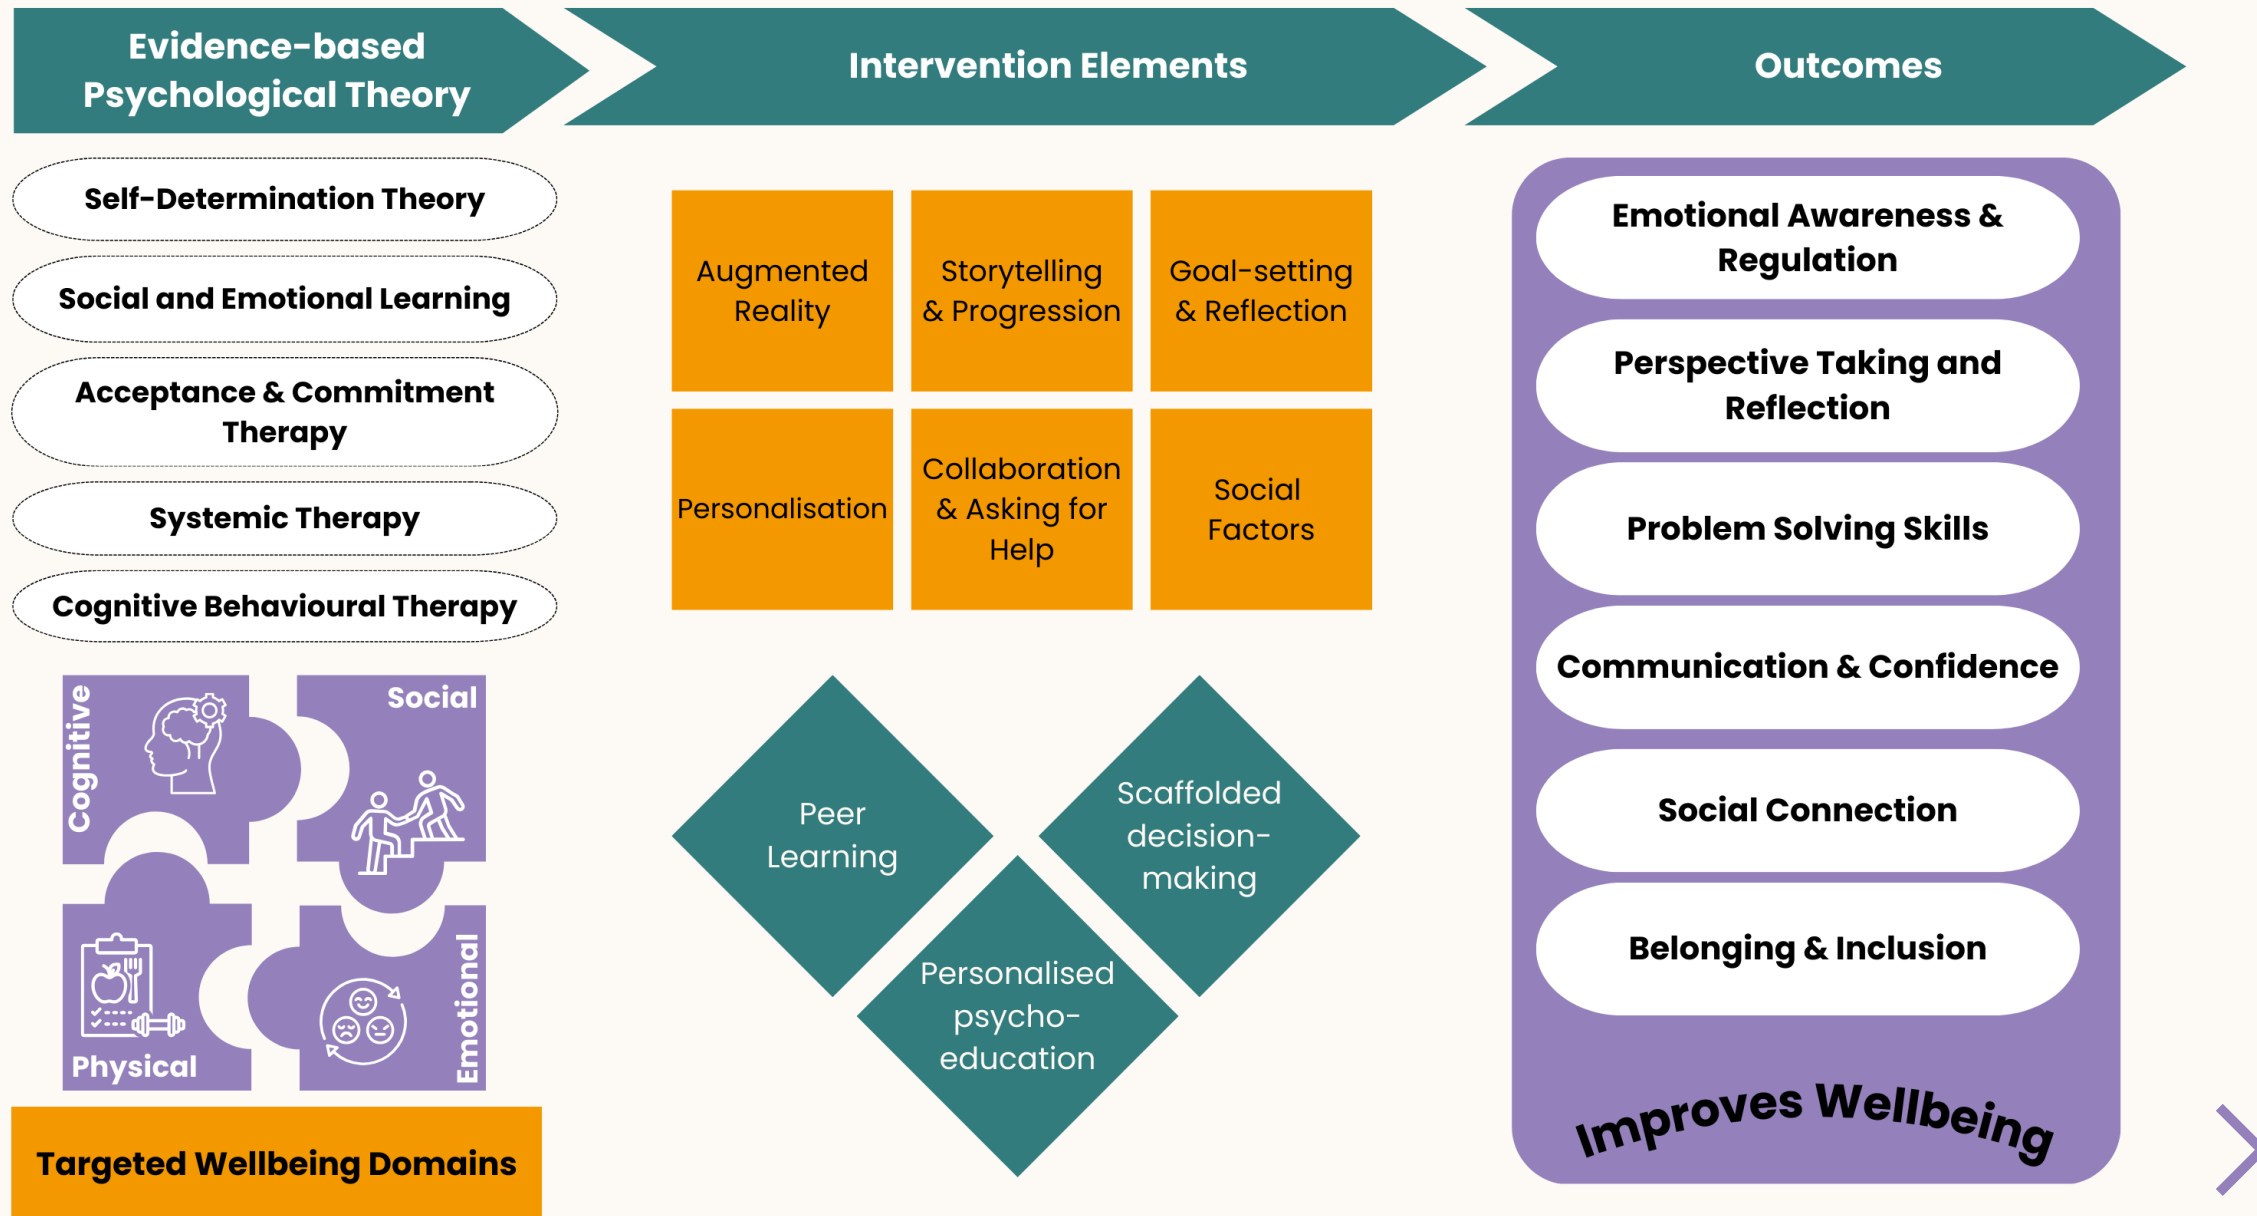 Evidence-based
Psychological Theory
Intervention Elements
Outcomes
Self-Determination Theory
Social and Emotional Learning
Acceptance & Commitment
Therapy
Systemic Therapy
Cognitive Behavioural Therapy
Cognitive
Social
Physical
Emotional
Targeted Wellbeing Domains
Augmented
Reality
Storytelling
& Progression
Goal-setting
& Reflection
Personalisation
Collaboration
& Asking for
Help
Social
Factors
Peer
Learning
Scaffolded
decision-
making
Personalised
psycho-
education
Emotional Awareness &
Regulation
Perspective Taking and
Reflection
Problem Solving Skills
Communication & Confidence
Social Connection
Belonging & Inclusion
Improves Wellbeing